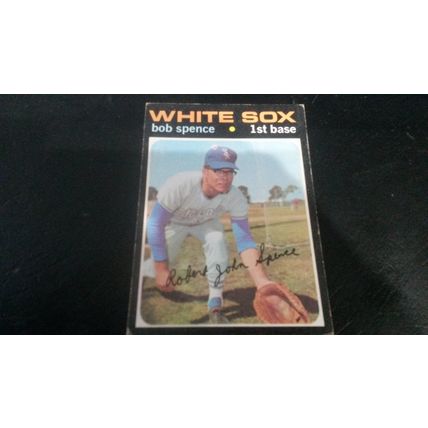 WHITE SOX
bob spence • 1st base
Robert John Spence